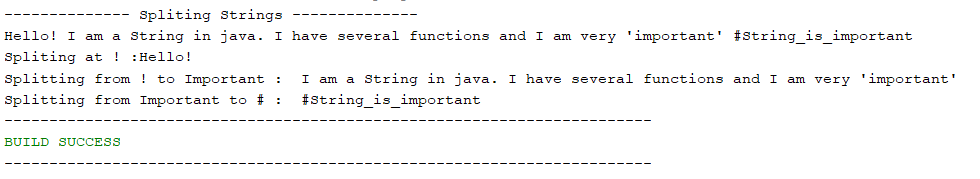 -------------- Spliting Strings --------------
Hello! I am a String in java. I have several functions and I am very 'important' #String_is_important
Spliting at ! :Hello!
Splitting from ! to Important :  I am a String in java. I have several functions and I am very 'important'
Splitting from Important to # :  #String_is_important
------------------------------------------------------------------------
BUILD SUCCESS
------------------------------------------------------------------------